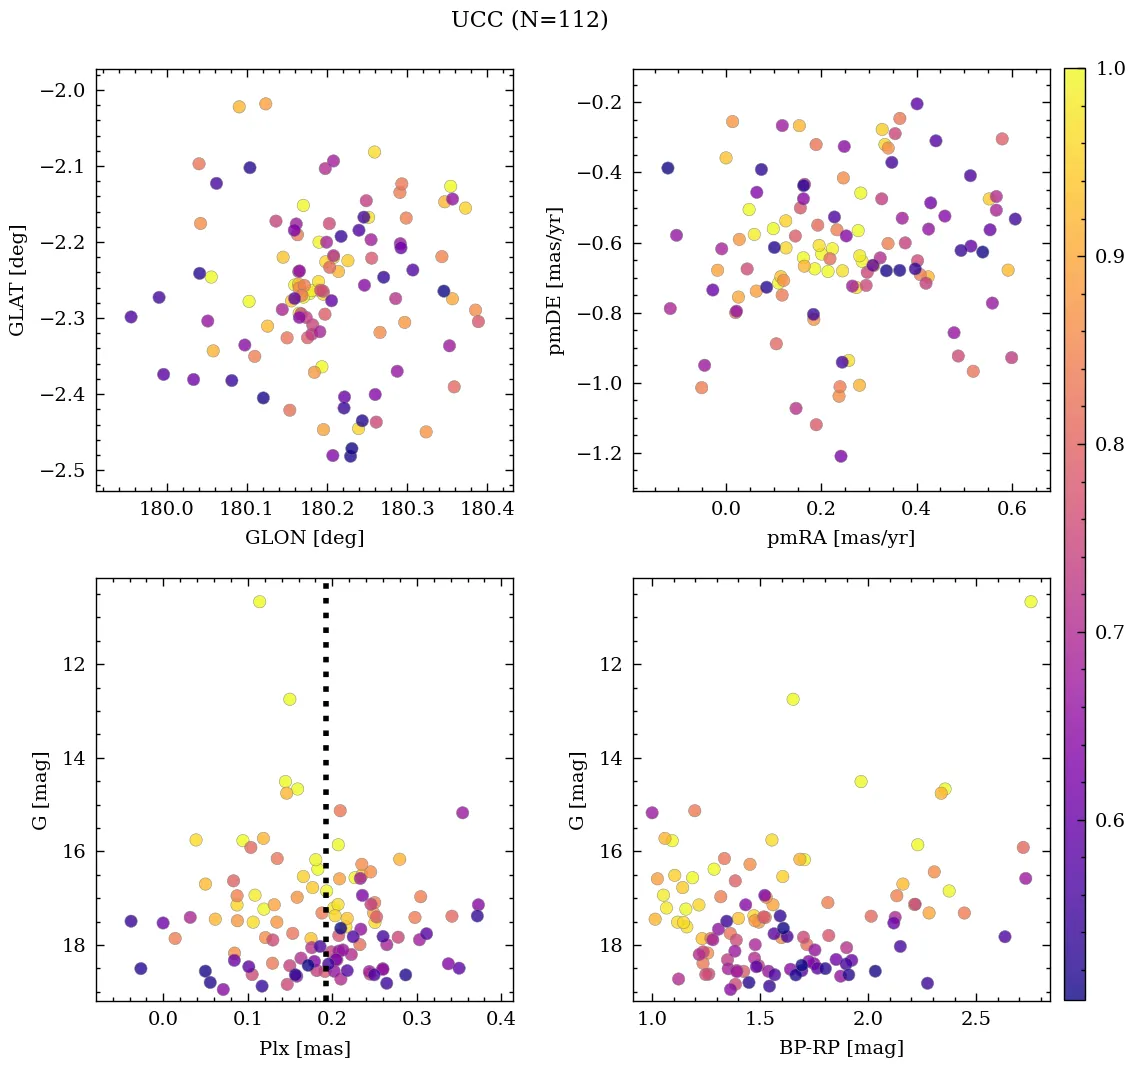 UCC (N=112)
−2.0
−2.1
−2.2
−2.3
−2.4
−2.5
GLAT [deg]
180.0 180.1 180.2 180.3 180.4
GLON [deg]
−0.2
−0.4
−0.6
−0.8
−1.0
−1.2
pmDE [mas/yr]
0.0 0.2 0.4 0.6
pmRA [mas/yr]
12
14
16
18
G [mag]
0.0 0.1 0.2 0.3 0.4
Plx [mas]
12
14
16
18
G [mag]
1.0 1.5 2.0 2.5
BP-RP [mag]
1.0
0.9
0.8
0.7
0.6